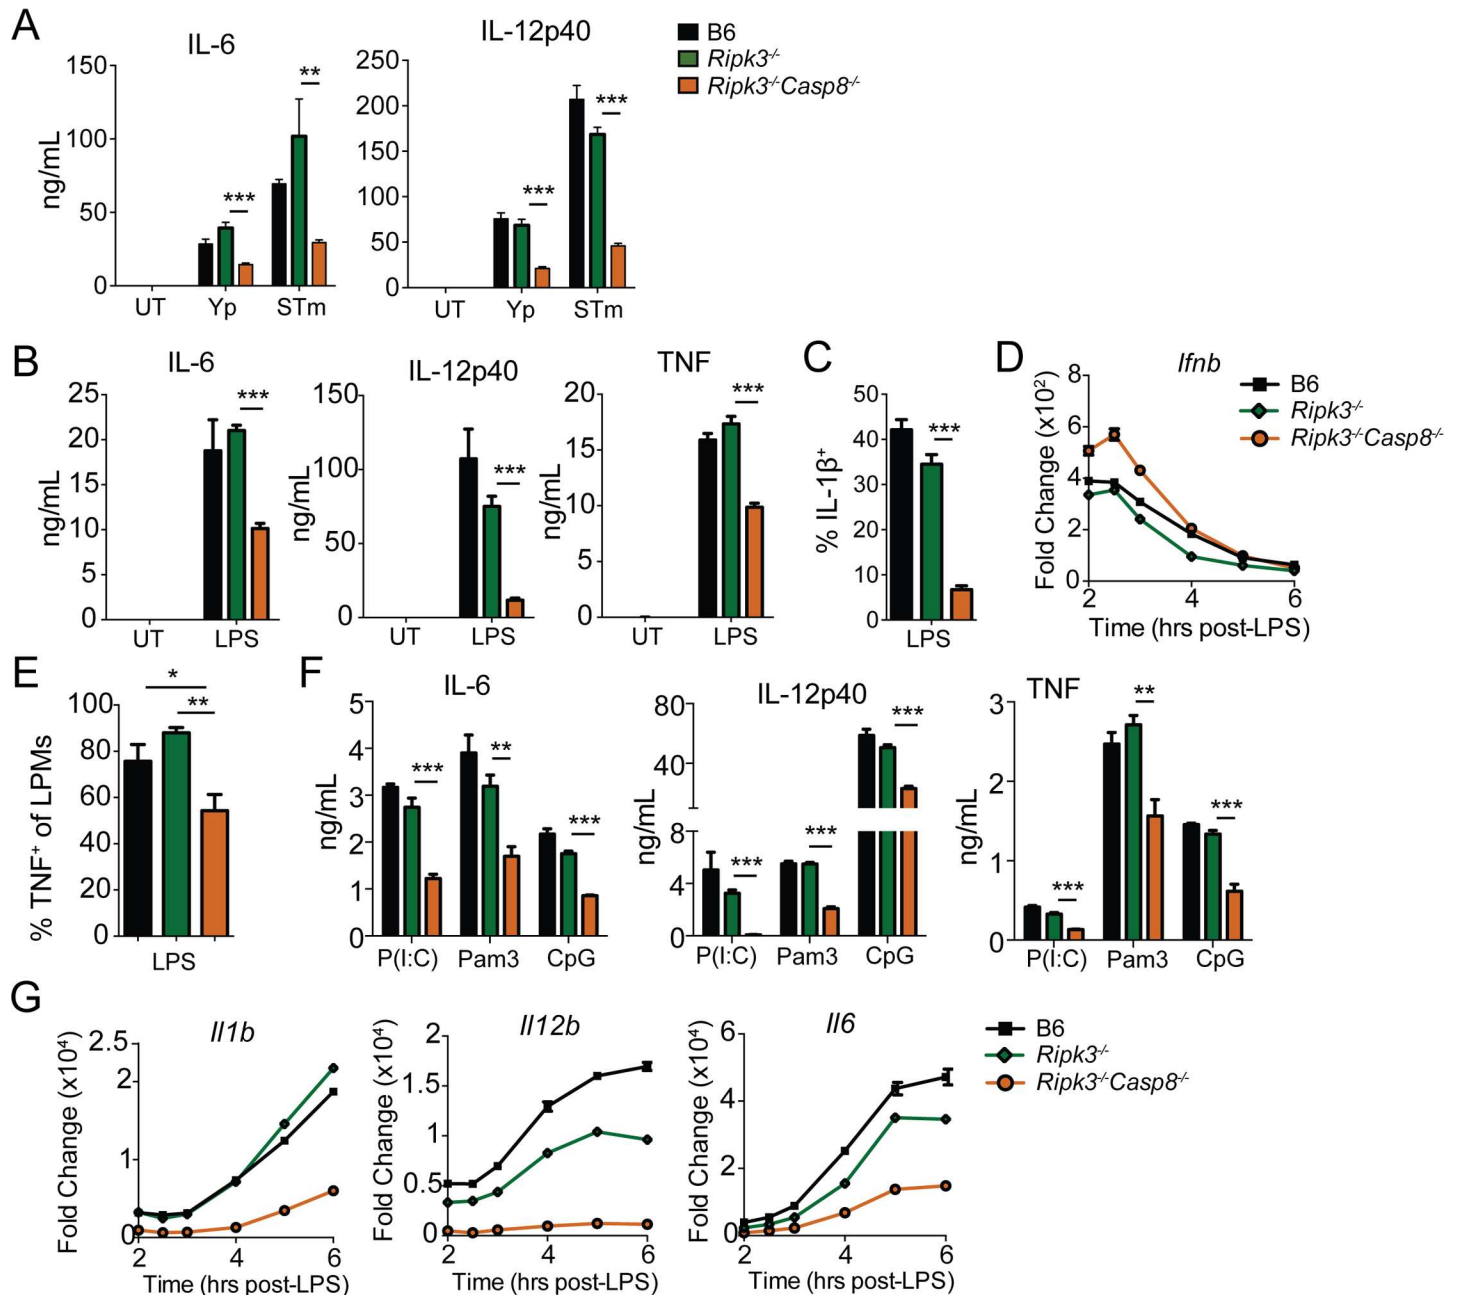 A
IL-6
150
100
50
0
ng/mL
**
***
UT Yp STm
IL-12p40
250
200
150
100
50
0
***
***
UT Yp STm
B6
Ripk3-/-
Ripk3-/-Casp8-/-
B
IL-6
25
20
15
10
5
0
ng/mL
***
UT LPS
IL-12p40
150
100
50
0
ng/mL
***
UT LPS
TNF
20
15
10
5
0
ng/mL
***
UT LPS
C
50
40
30
20
10
0
% IL-1β+
***
LPS
D
Ifnb
8
6
4
2
0
Fold Change (x10²)
2 4 6
Time (hrs post-LPS)
B6
Ripk3-/-
Ripk3-/-Casp8-/-
E
100
80
60
40
20
0
% TNF+ of LPMs
*
**
LPS
F
IL-6
5
4
3
2
1
0
ng/mL
***
**
***
P(I:C) Pam3 CpG
IL-12p40
80
40
8
4
0
ng/mL
***
***
***
P(I:C) Pam3 CpG
TNF
3
2
1
0
ng/mL
***
**
***
P(I:C) Pam3 CpG
G
Il1b
2.5
2
1
0
Fold Change (x10⁴)
2 4 6
Time (hrs post-LPS)
Il12b
2
1.5
1
0.5
0
Fold Change (x10⁴)
2 4 6
Time (hrs post-LPS)
Il6
6
4
2
0
Fold Change (x10⁴)
2 4 6
Time (hrs post-LPS)
B6
Ripk3-/-
Ripk3-/-Casp8-/-